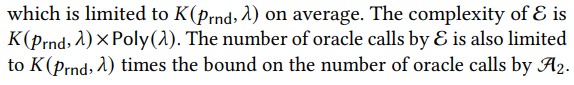 which is limited to K(p_rnd, λ) on average. The complexity of ℰ is
K(p_rnd, λ) × Poly(λ). The number of oracle calls by ℰ is also limited
to K(p_rnd, λ) times the bound on the number of oracle calls by 𝒜₂.